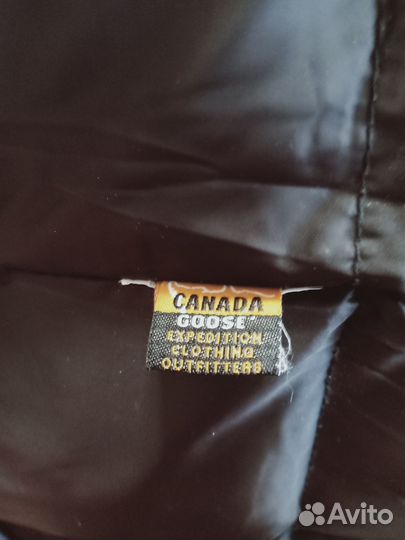 CANADA
GOOSE
EXPEDITION
CLOTHING
OUTFITTERS
Avito